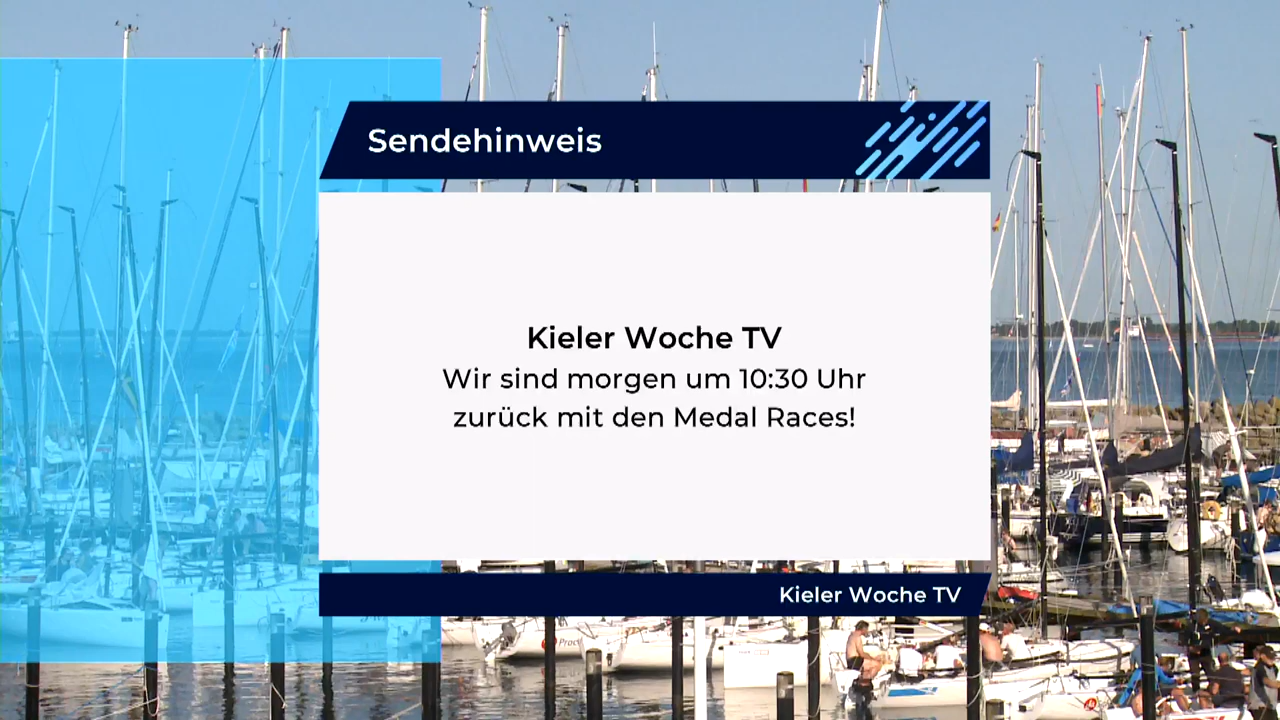 Sendehinweis
Kieler Woche TV
Wir sind morgen um 10:30 Uhr
zurück mit den Medal Races!
Kieler Woche TV